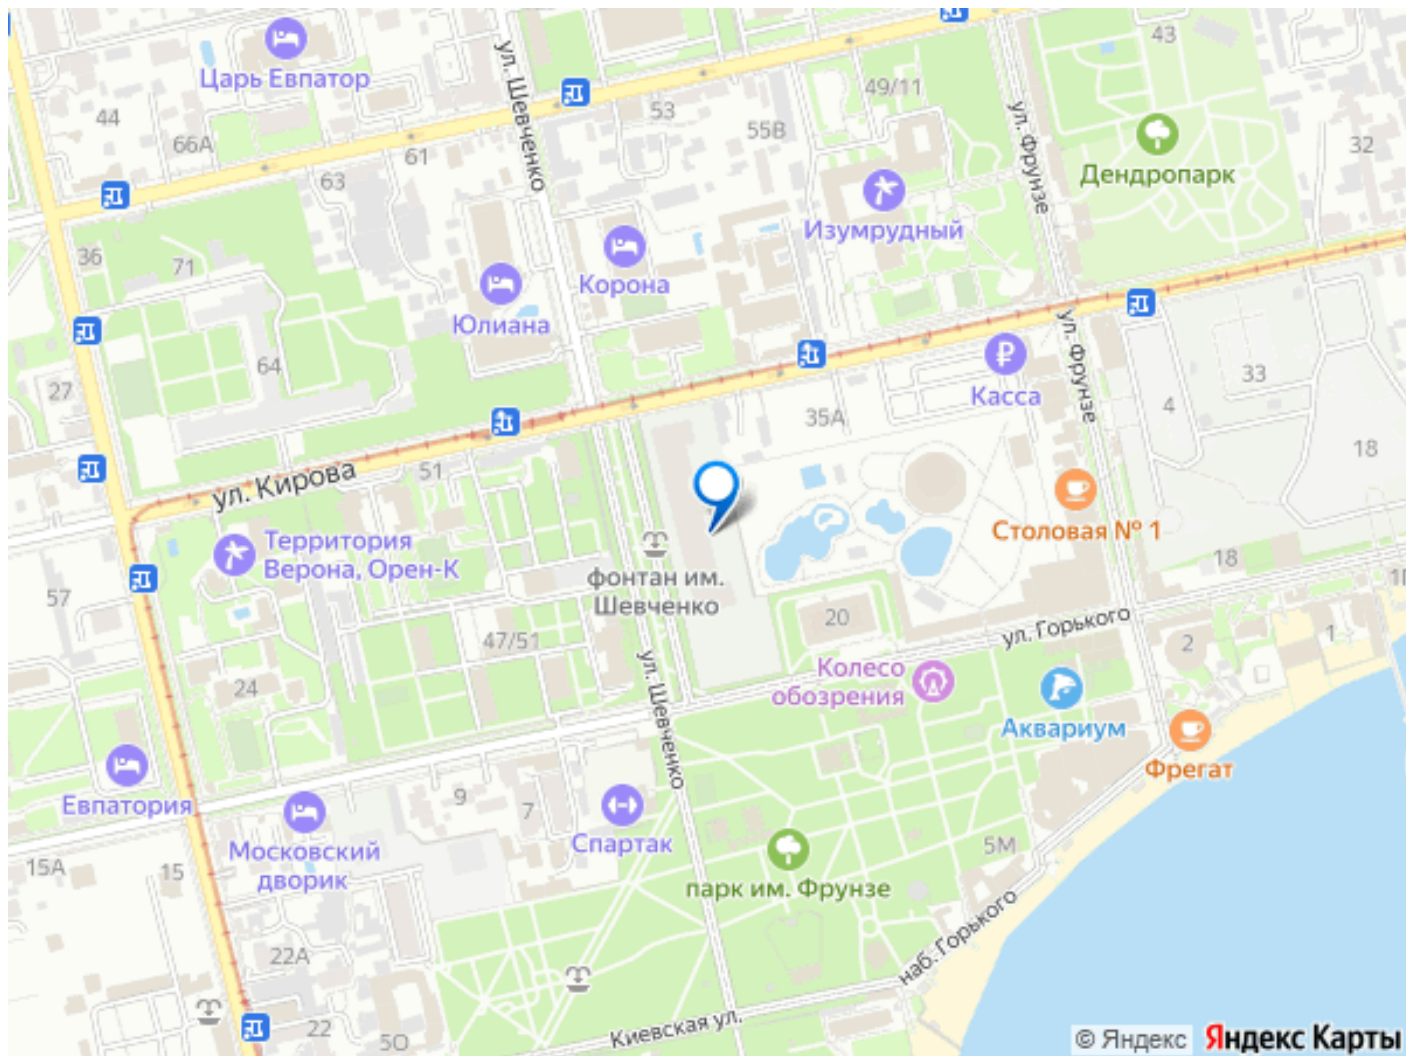 Царь Евпатор
ул. Шевченко
43
44
66А
53
49/11
55В
ул. Фрунзе
32
61
63
Дендропарк
Изумрудный
36
71
Корона
Юлиана
ул. Фрунзе
64
27
Касса
35А
33
4
18
51
ул. Кирова
Столовая № 1
Территория
Верона, Орен-К
фонтан им.
Шевченко
18
57
20
47/51
ул. Горького
1
2
Колесо
обозрения
24
ул. Шевченко
Аквариум
Фрегат
Евпатория
9
7
Спартак
Московский
дворик
15А
15
5М
парк им. Фрунзе
наб. Горького
22А
22
50
Киевская ул.
© Яндекс Яндекс Карты